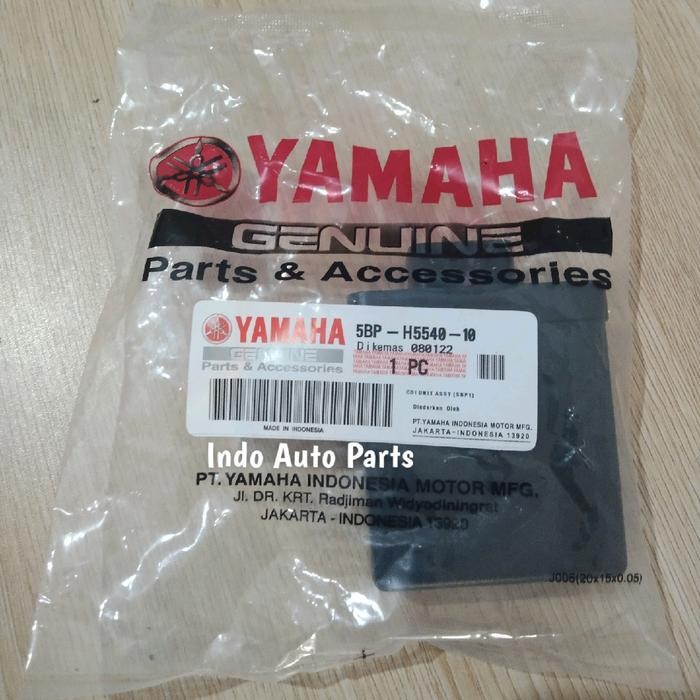 YAMAHA
GENUINE
Parts & Accessories
YAMAHA
GENUINE
Parts & Accessories
5BP-H5540-10
Dikemas 080122
1 PC
CDI UNIT ASSY (5BP1)
Diedarkan Oleh
PT.YAMAHA INDONESIA MOTOR MFG.
JAKARTA-INDONESIA 13920
MADE IN INDONESIA
Indo Auto Parts
PT. YAMAHA INDONESIA MOTOR MFG.
Jl. DR. KRT. Radjiman Widyodiningrat
JAKARTA - INDONESIA 13920
J006(20x15x0.05)